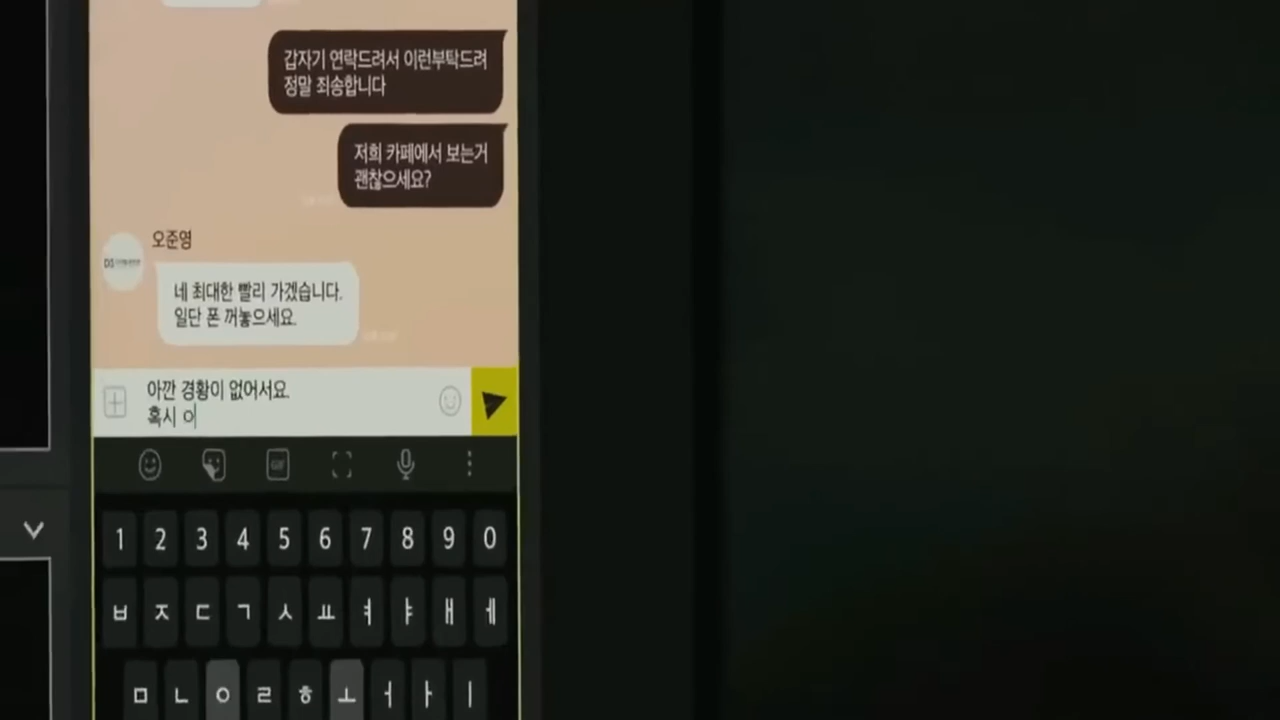 갑자기 연락드려서 이런부탁드려
정말 죄송합니다
저희 카페에서 보는거
괜찮으세요?
오준영
네 최대한 빨리 가겠습니다.
일단 폰 꺼놓으세요.
아깐 경황이 없어서요.
혹시 ㅇ
GIF
1 2 3 4 5 6 7 8 9 0
ㅂ ㅈ ㄷ ㄱ ㅅ ㅛ ㅕ ㅑ ㅐ ㅔ
ㅁ ㄴ ㅇ ㄹ ㅎ ㅗ ㅓ ㅏ ㅣ